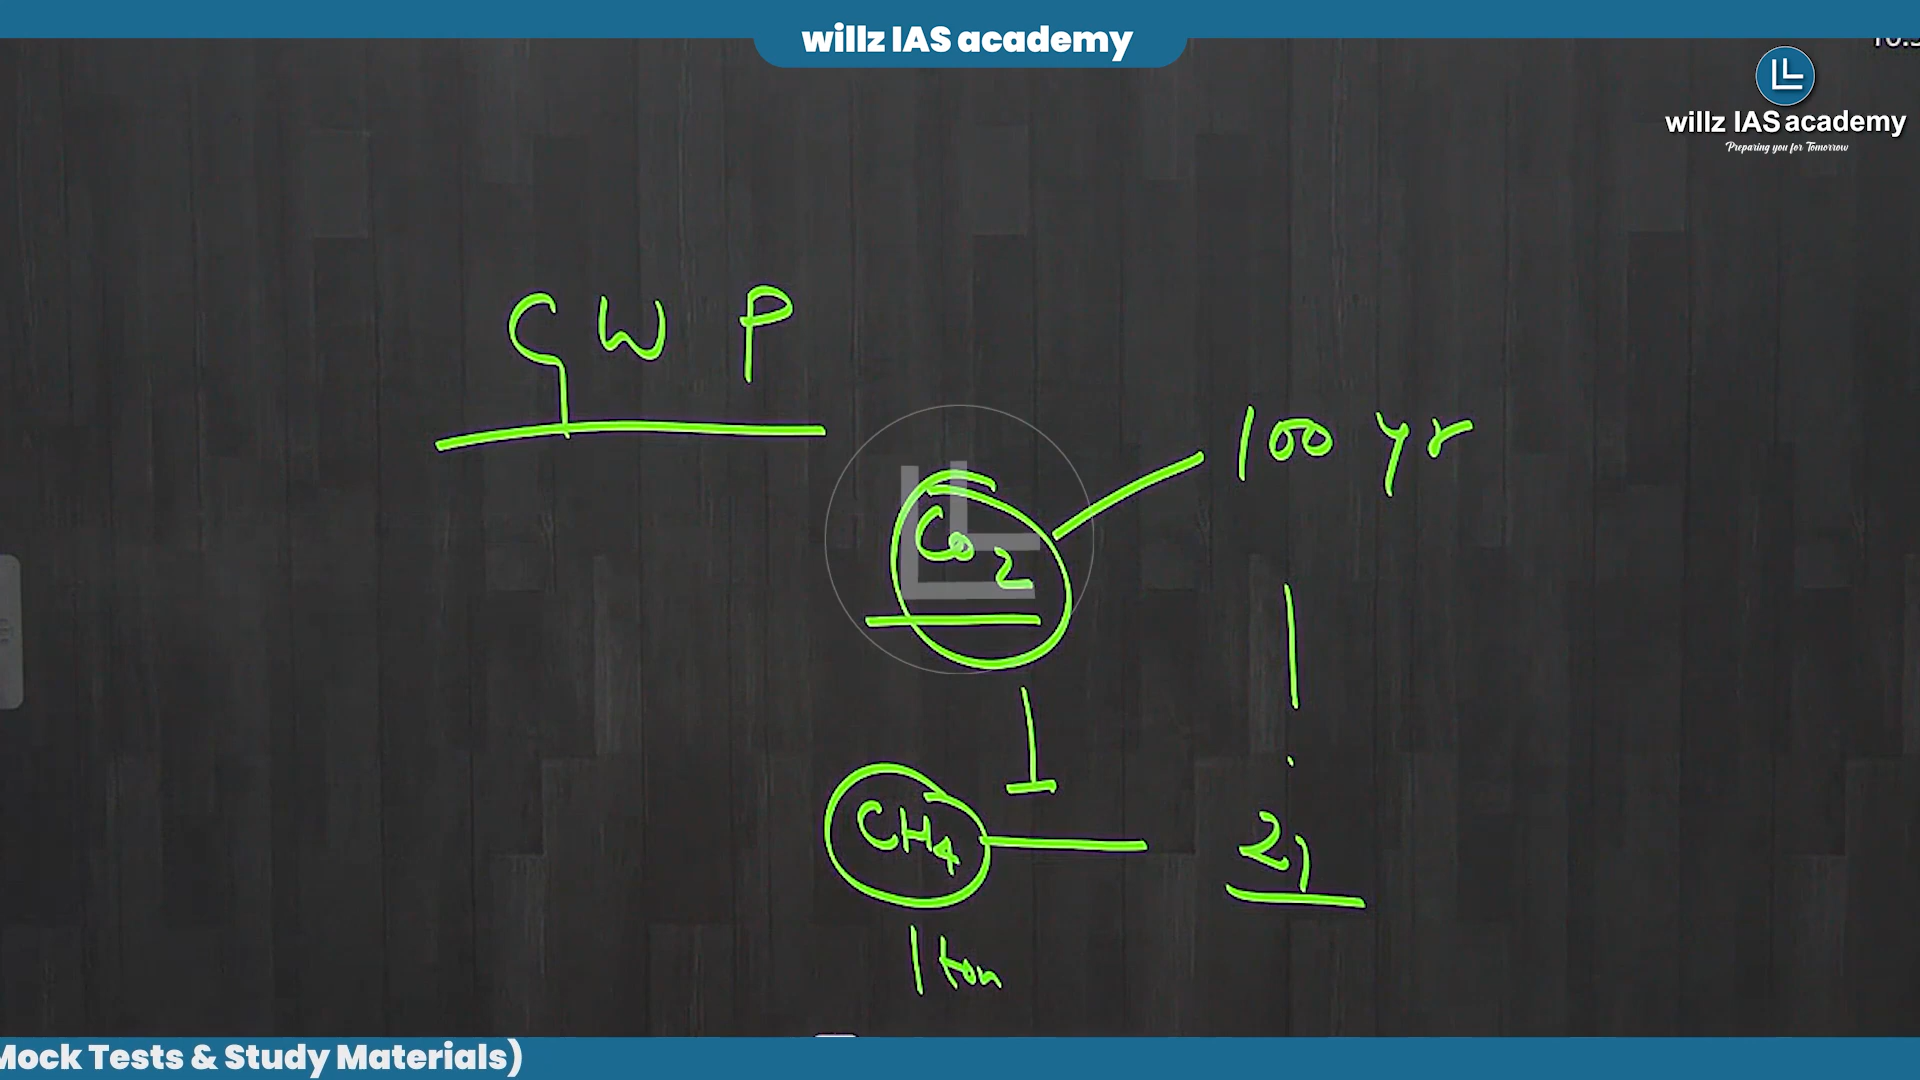 willz IAS academy
willz IAS academy
Preparing you for Tomorrow
GWP
100 yr
CO2
1
1
CH4
21
1 ton
Mock Tests & Study Materials)